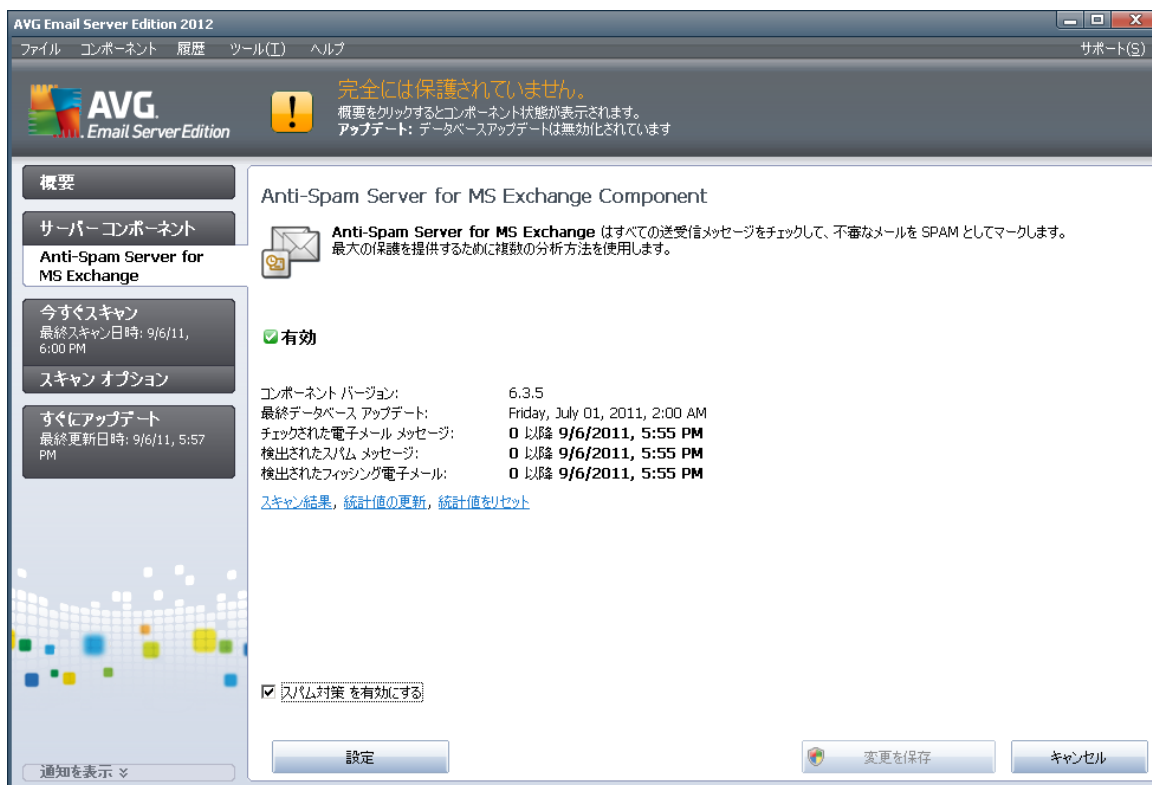 AVG Email Server Edition 2012
ファイル コンポーネント 履歴 ツール(T) ヘルプ サポート(S)
AVG.
Email Server Edition
完全には保護されていません。
概要をクリックするとコンポーネント状態が表示されます。
アップデート: データベースアップデートは無効化されています
概要
サーバー コンポーネント
Anti-Spam Server for
MS Exchange
今すぐスキャン
最終スキャン日時: 9/6/11,
6:00 PM
スキャン オプション
すぐにアップデート
最終更新日時: 9/6/11, 5:57
PM
通知を表示
Anti-Spam Server for MS Exchange Component
Anti-Spam Server for MS Exchange はすべての送受信メッセージをチェックして、不審なメールを SPAM としてマークします。
最大の保護を提供するために複数の分析方法を使用します。
有効
コンポーネント バージョン: 6.3.5
最終データベース アップデート: Friday, July 01, 2011, 2:00 AM
チェックされた電子メール メッセージ: 0 以降 9/6/2011, 5:55 PM
検出されたスパム メッセージ: 0 以降 9/6/2011, 5:55 PM
検出されたフィッシング電子メール: 0 以降 9/6/2011, 5:55 PM
スキャン結果, 統計値の更新, 統計値をリセット
スパム対策 を有効にする
設定 変更を保存 キャンセル